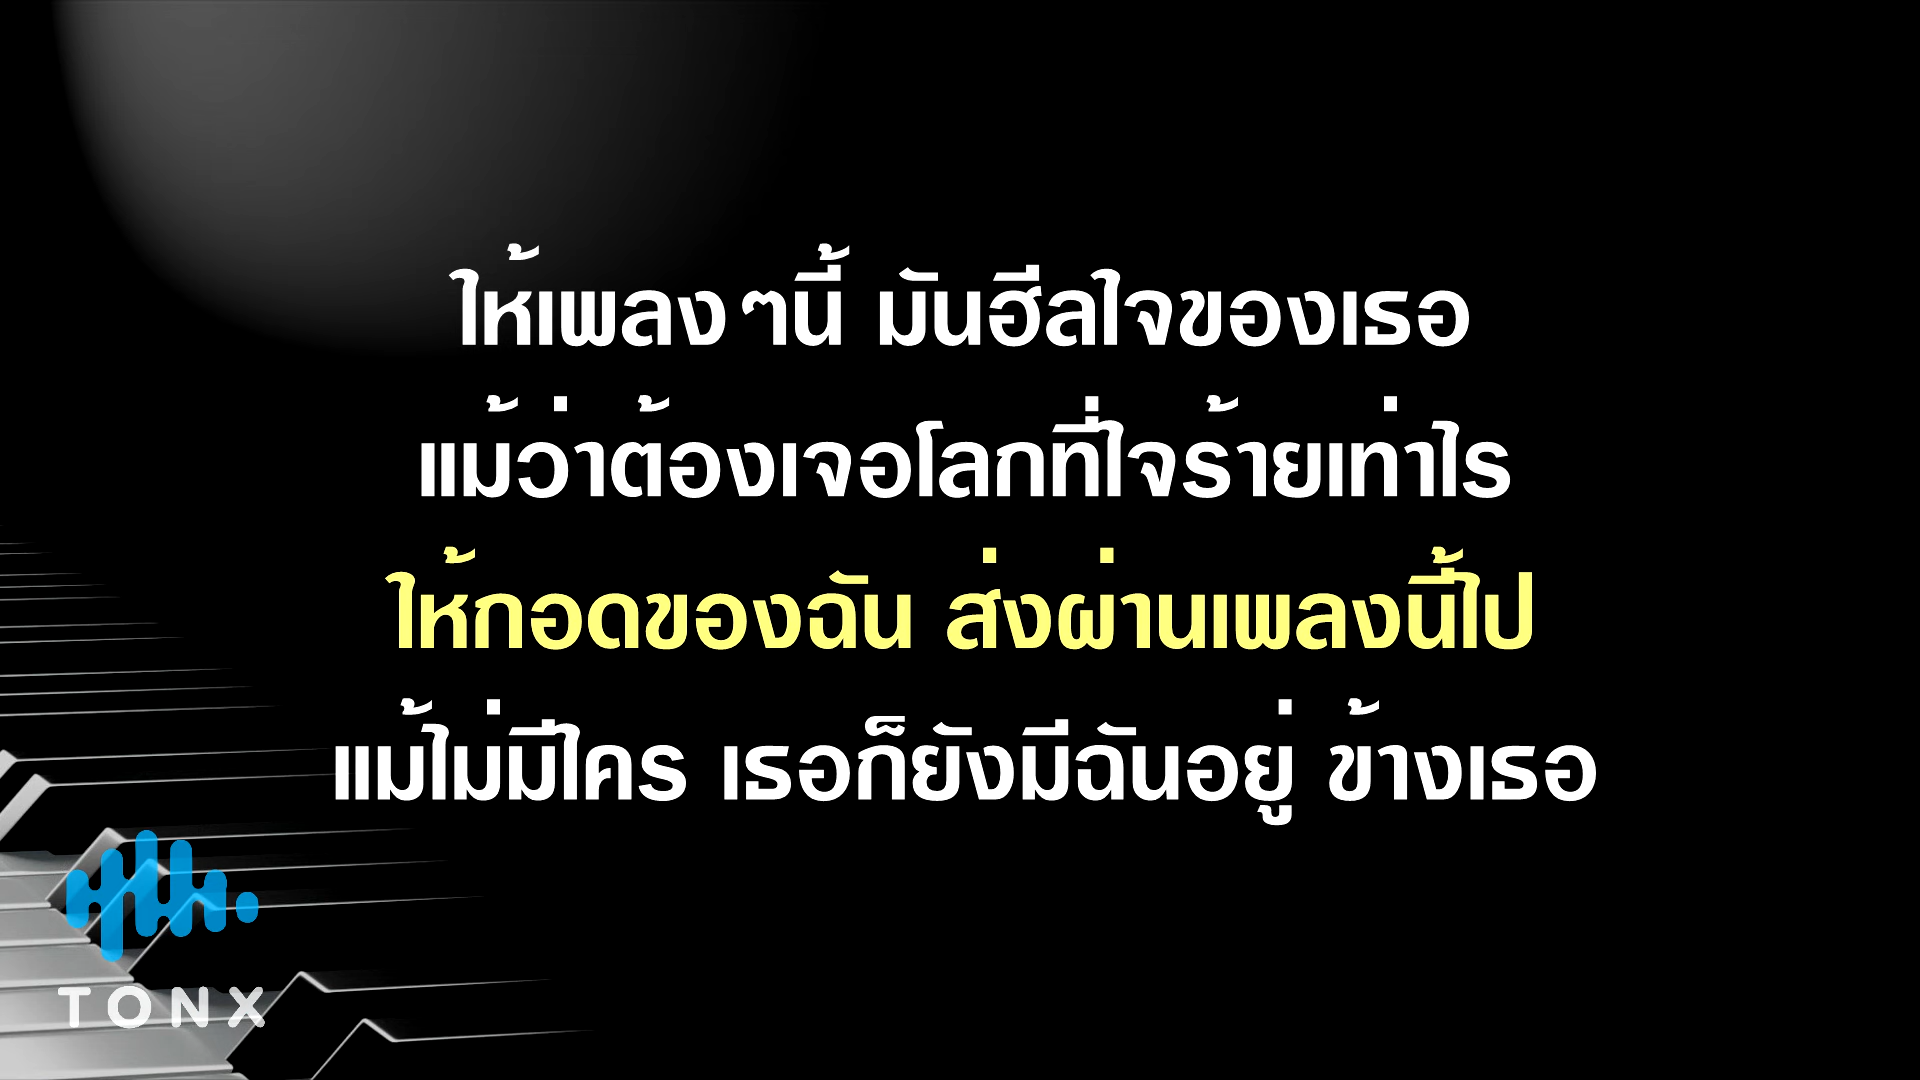 ให้เพลงๆนี้ มันฮีลใจของเธอ
แม้ว่าต้องเจอโลกที่ใจร้ายเท่าไร
ให้กอดของฉัน ส่งผ่านเพลงนี้ไป
แม้ไม่มีใคร เธอก็ยังมีฉันอยู่ ข้างเธอ
TONX